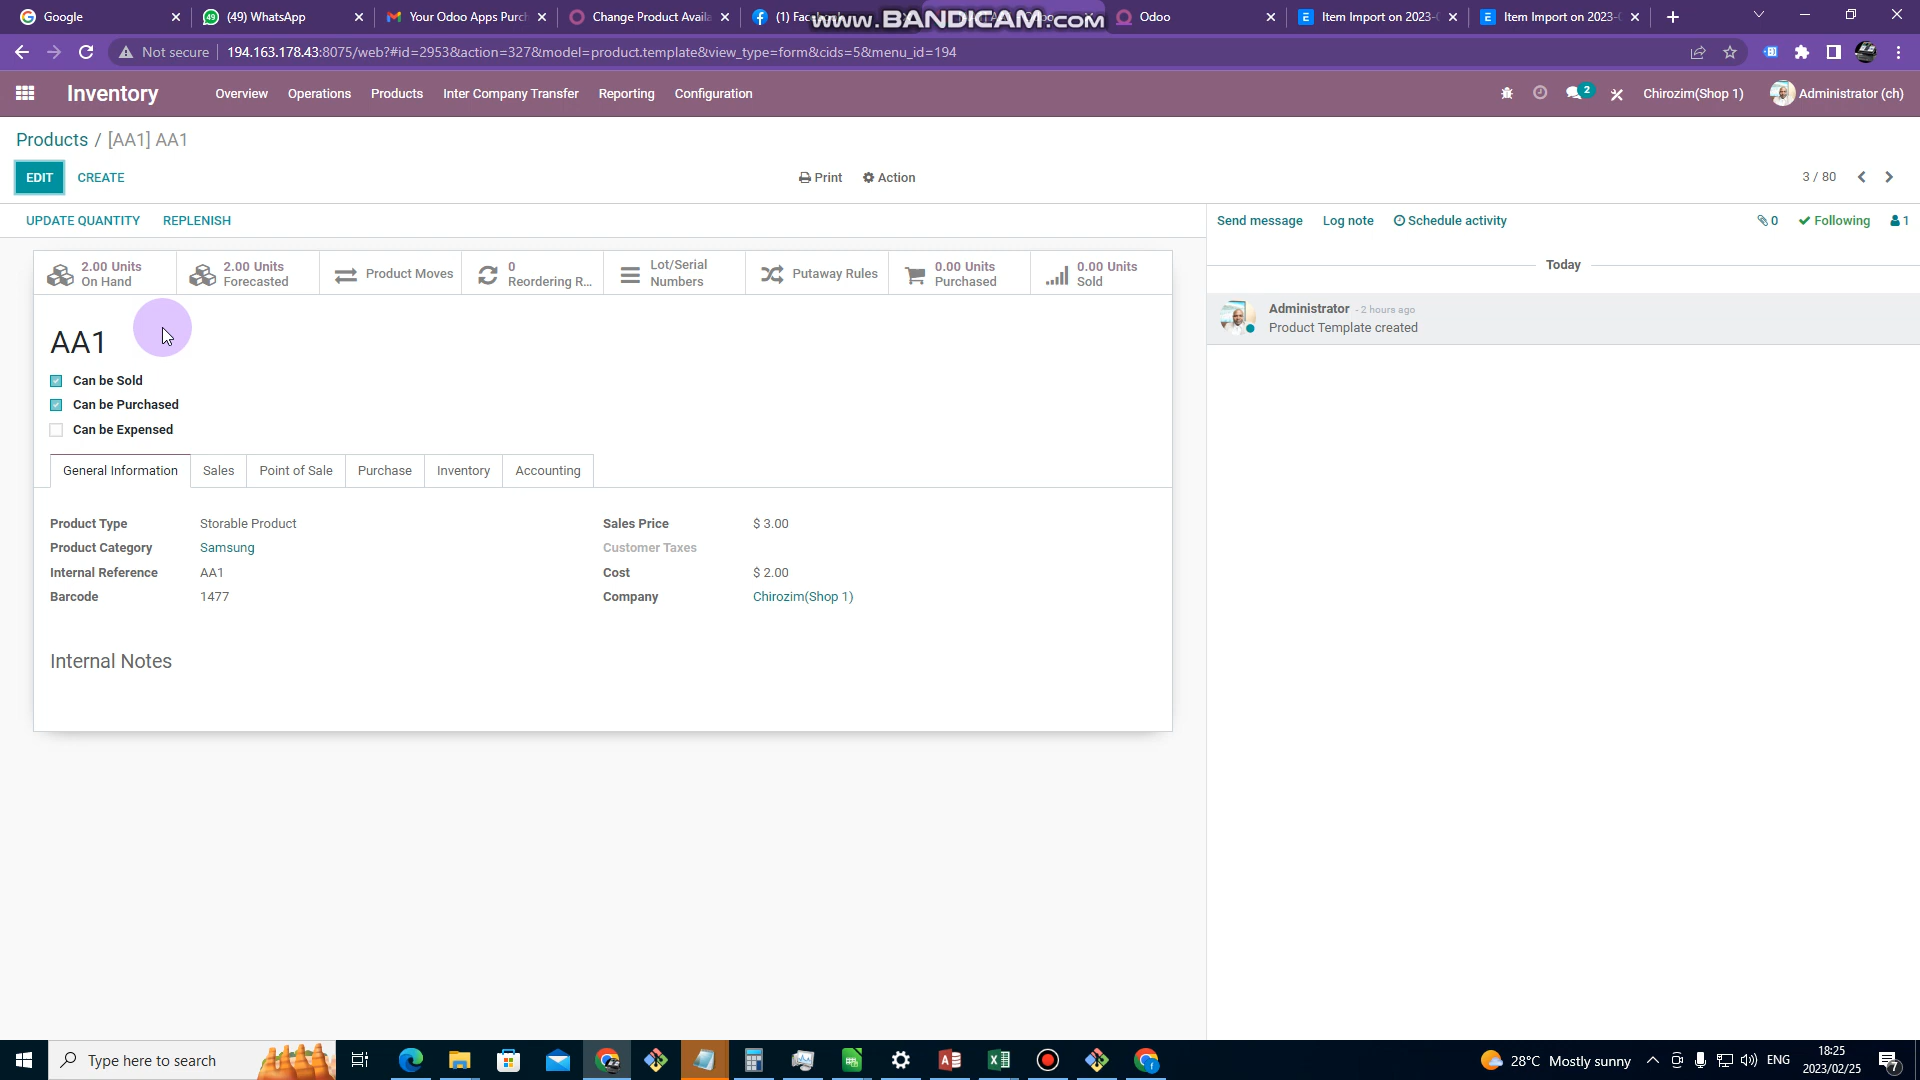 Google
(49) WhatsApp
Your Odoo Apps Purch
Change Product Availa
(1) Facebook
www.BANDICAM.com
Odoo
Item Import on 2023-
Item Import on 2023-
Not secure
194.163.178.43:8075/web?#id=2953&action=327&model=product.template&view_type=form&cids=5&menu_id=194
Inventory
Overview
Operations
Products
Inter Company Transfer
Reporting
Configuration
2
Chirozim(Shop 1)
Administrator (ch)
Products / [AA1] AA1
EDIT
CREATE
Print
Action
3 / 80
UPDATE QUANTITY
REPLENISH
Send message
Log note
Schedule activity
0
Following
1
2.00 Units
On Hand
2.00 Units
Forecasted
Product Moves
0
Reordering R...
Lot/Serial
Numbers
Putaway Rules
0.00 Units
Purchased
0.00 Units
Sold
Today
Administrator - 2 hours ago
Product Template created
AA1
Can be Sold
Can be Purchased
Can be Expensed
General Information
Sales
Point of Sale
Purchase
Inventory
Accounting
Product Type Storable Product
Product Category Samsung
Internal Reference AA1
Barcode 1477
Sales Price $ 3.00
Customer Taxes
Cost $ 2.00
Company Chirozim(Shop 1)
Internal Notes
Type here to search
28°C Mostly sunny
ENG
18:25
2023/02/25
7